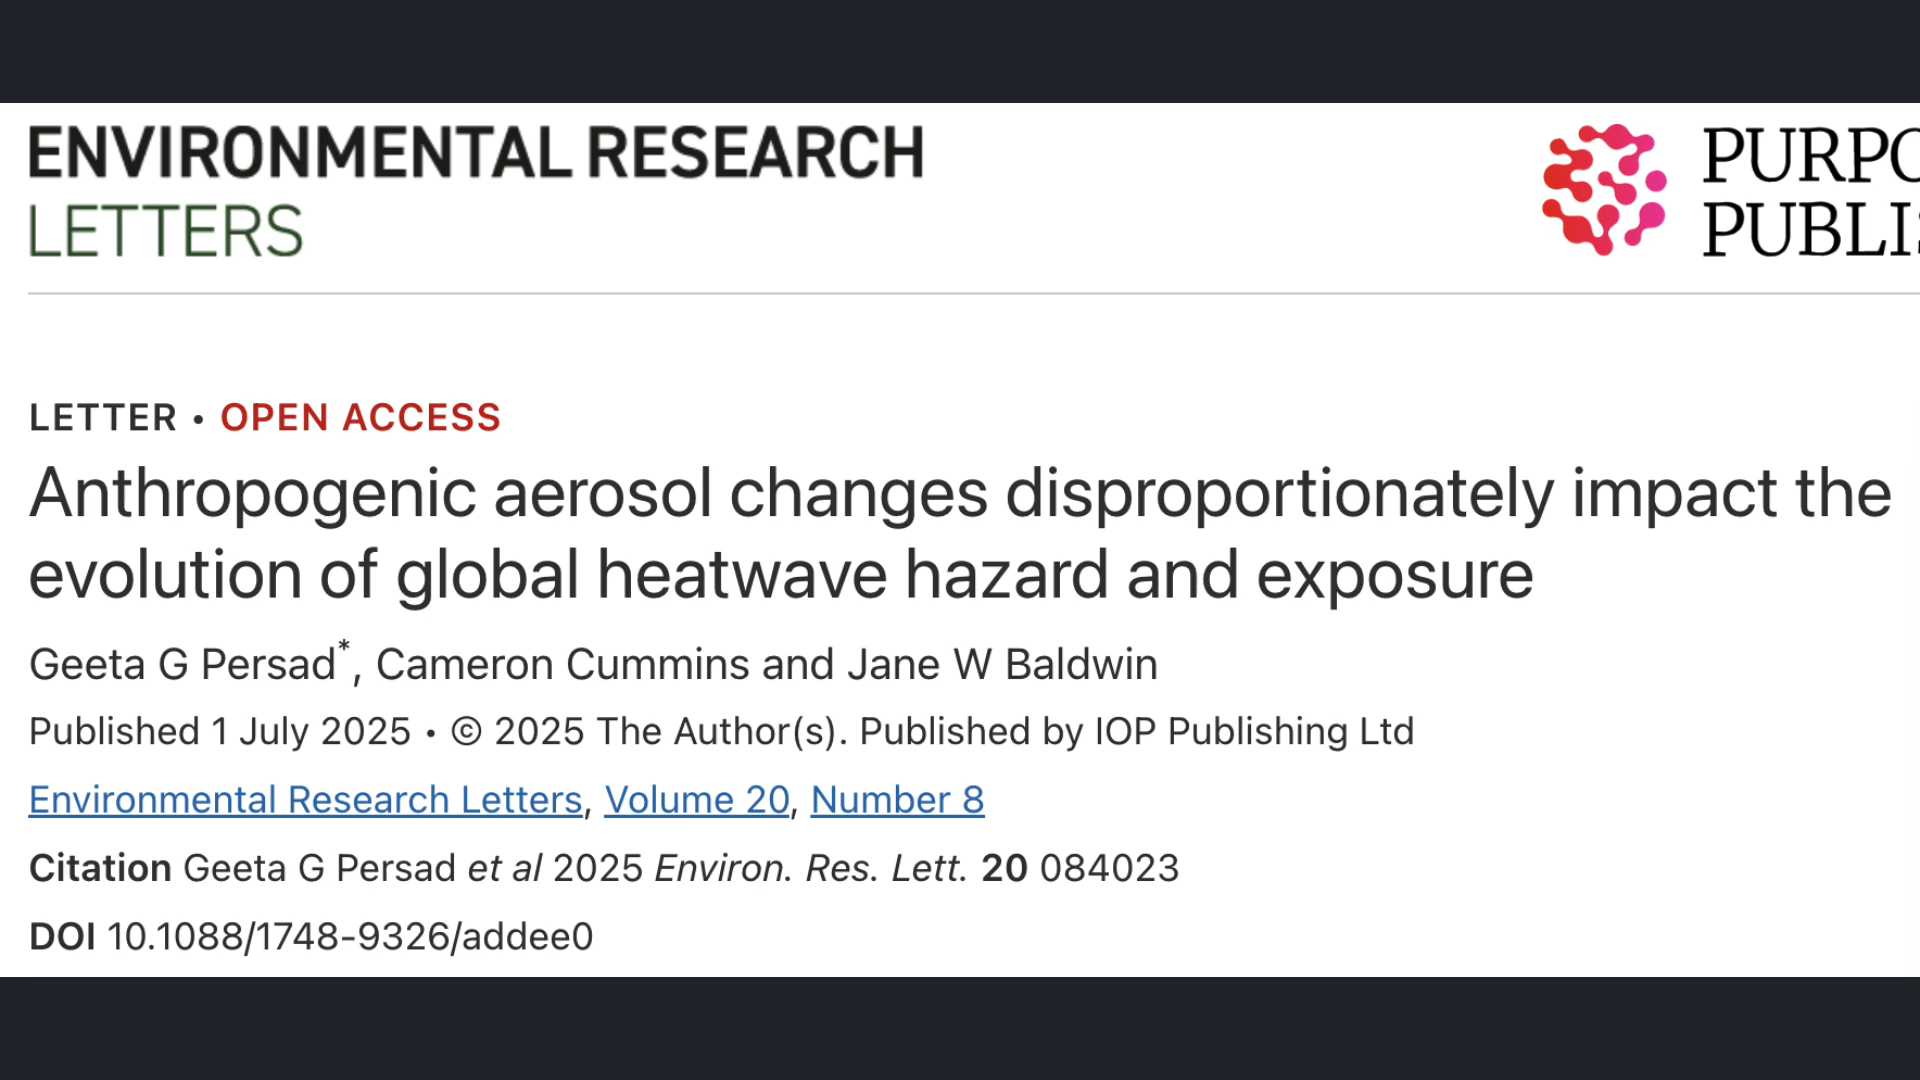 ENVIRONMENTAL RESEARCH
LETTERS
PURPO
PUBLIS
LETTER • OPEN ACCESS
Anthropogenic aerosol changes disproportionately impact the
evolution of global heatwave hazard and exposure
Geeta G Persad*, Cameron Cummins and Jane W Baldwin
Published 1 July 2025 • © 2025 The Author(s). Published by IOP Publishing Ltd
Environmental Research Letters, Volume 20, Number 8
Citation Geeta G Persad et al 2025 Environ. Res. Lett. 20 084023
DOI 10.1088/1748-9326/addee0